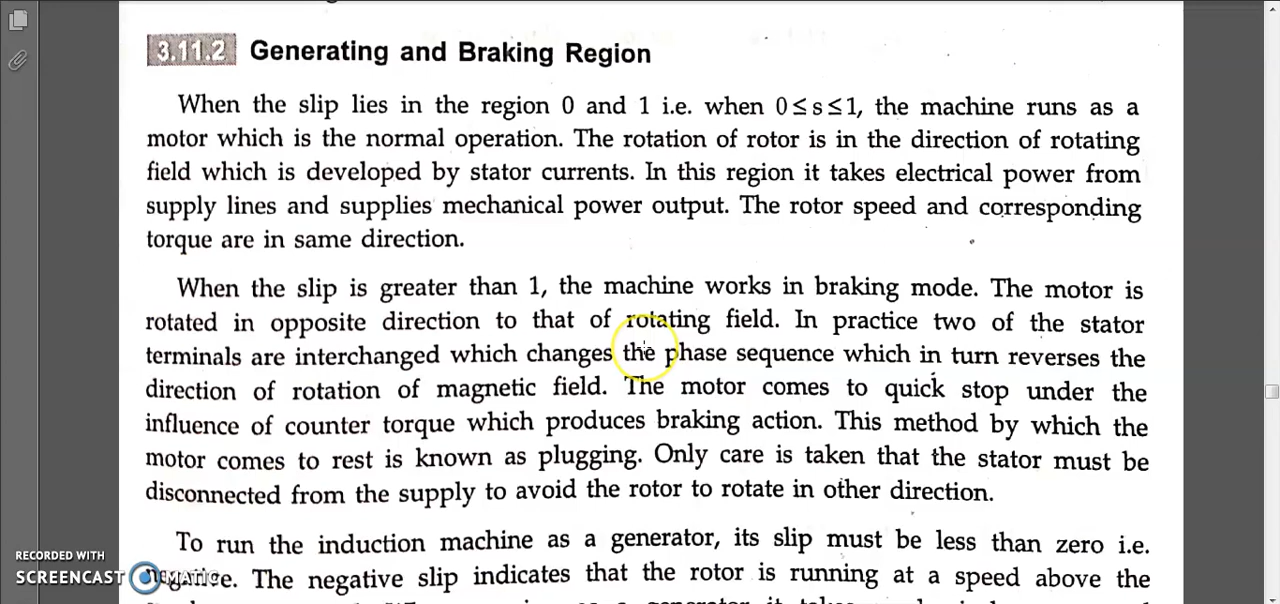 3.11.2 Generating and Braking Region
When the slip lies in the region 0 and 1 i.e. when 0≤s≤1, the machine runs as a
motor which is the normal operation. The rotation of rotor is in the direction of rotating
field which is developed by stator currents. In this region it takes electrical power from
supply lines and supplies mechanical power output. The rotor speed and corresponding
torque are in same direction.
When the slip is greater than 1, the machine works in braking mode. The motor is
rotated in opposite direction to that of rotating field. In practice two of the stator
terminals are interchanged which changes the phase sequence which in turn reverses the
direction of rotation of magnetic field. The motor comes to quick stop under the
influence of counter torque which produces braking action. This method by which the
motor comes to rest is known as plugging. Only care is taken that the stator must be
disconnected from the supply to avoid the rotor to rotate in other direction.
To run the induction machine as a generator, its slip must be less than zero i.e.
negative. The negative slip indicates that the rotor is running at a speed above the
RECORDED WITH
SCREENCAST MATIC